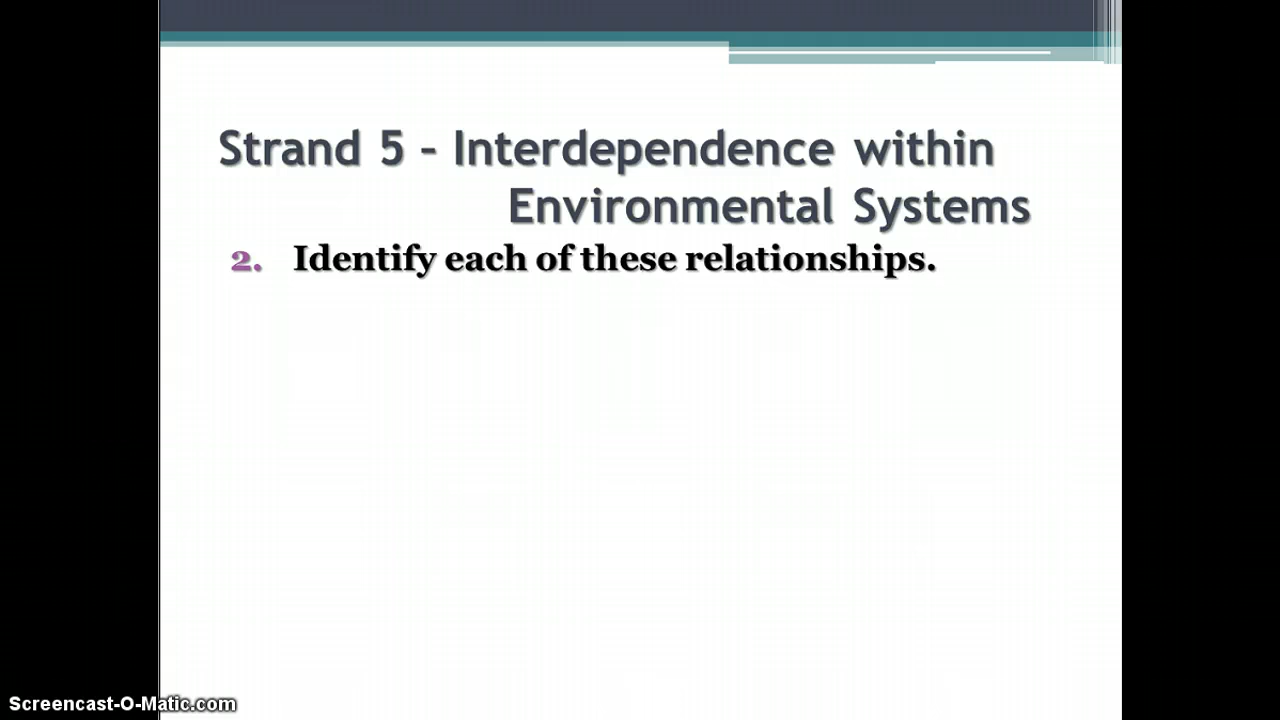 Strand 5 – Interdependence within
Environmental Systems
2. Identify each of these relationships.
Screencast-O-Matic.com